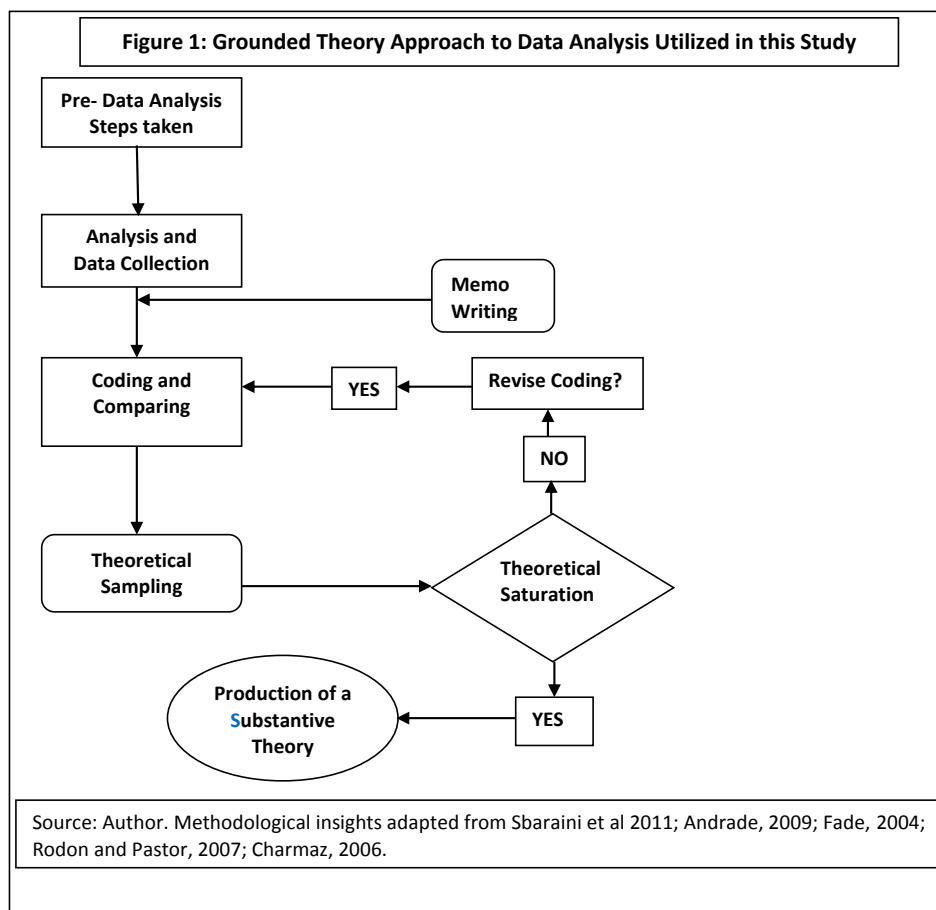 Figure 1: Grounded Theory Approach to Data Analysis Utilized in this Study
Pre- Data Analysis
Steps taken
Analysis and
Data Collection
Memo
Writing
Coding and
Comparing
YES
Revise Coding?
NO
Theoretical
Sampling
Theoretical
Saturation
Production of a
Substantive
Theory
YES
Source: Author. Methodological insights adapted from Sbaraini et al 2011; Andrade, 2009; Fade, 2004;
Rodon and Pastor, 2007; Charmaz, 2006.